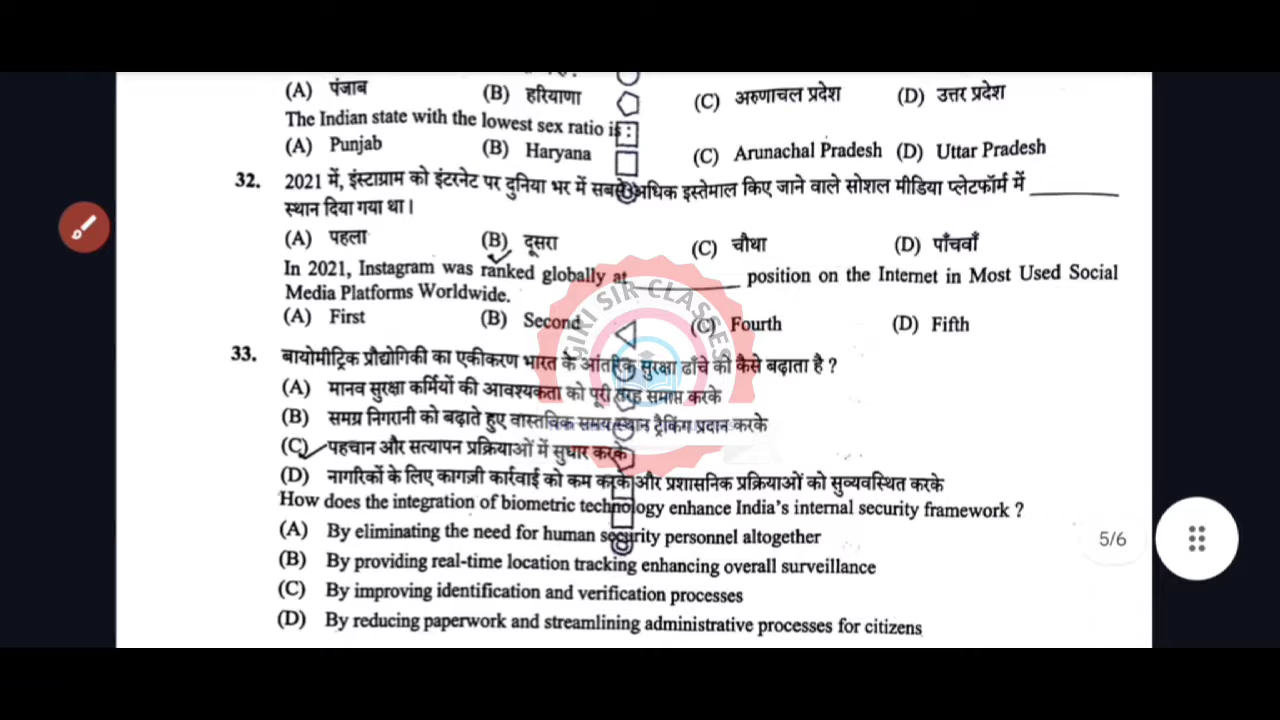 (A) पंजाब (B) हरियाणा (C) अरुणाचल प्रदेश (D) उत्तर प्रदेश
The Indian state with the lowest sex ratio is :
(A) Punjab (B) Haryana (C) Arunachal Pradesh (D) Uttar Pradesh
32. 2021 में, इंस्टाग्राम को इंटरनेट पर दुनिया भर में सबसे अधिक इस्तेमाल किए जाने वाले सोशल मीडिया प्लेटफॉर्म में ________
स्थान दिया गया था।
(A) पहला (B) दूसरा (C) चौथा (D) पाँचवाँ
In 2021, Instagram was ranked globally at ________ position on the Internet in Most Used Social
Media Platforms Worldwide.
(A) First (B) Second (C) Fourth (D) Fifth
33. बायोमीट्रिक प्रौद्योगिकी का एकीकरण भारत के आंतरिक सुरक्षा ढाँचे को कैसे बढ़ाता है ?
(A) मानव सुरक्षा कर्मियों की आवश्यकता को पूरी तरह समाप्त करके
(B) समग्र निगरानी को बढ़ाते हुए वास्तविक समय स्थान ट्रैकिंग प्रदान करके
(C) पहचान और सत्यापन प्रक्रियाओं में सुधार करके
(D) नागरिकों के लिए कागज़ी कार्रवाई को कम करके और प्रशासनिक प्रक्रियाओं को सुव्यवस्थित करके
How does the integration of biometric technology enhance India's internal security framework ?
(A) By eliminating the need for human security personnel altogether
(B) By providing real-time location tracking enhancing overall surveillance
(C) By improving identification and verification processes
(D) By reducing paperwork and streamlining administrative processes for citizens
5/6
SIR CLASSES